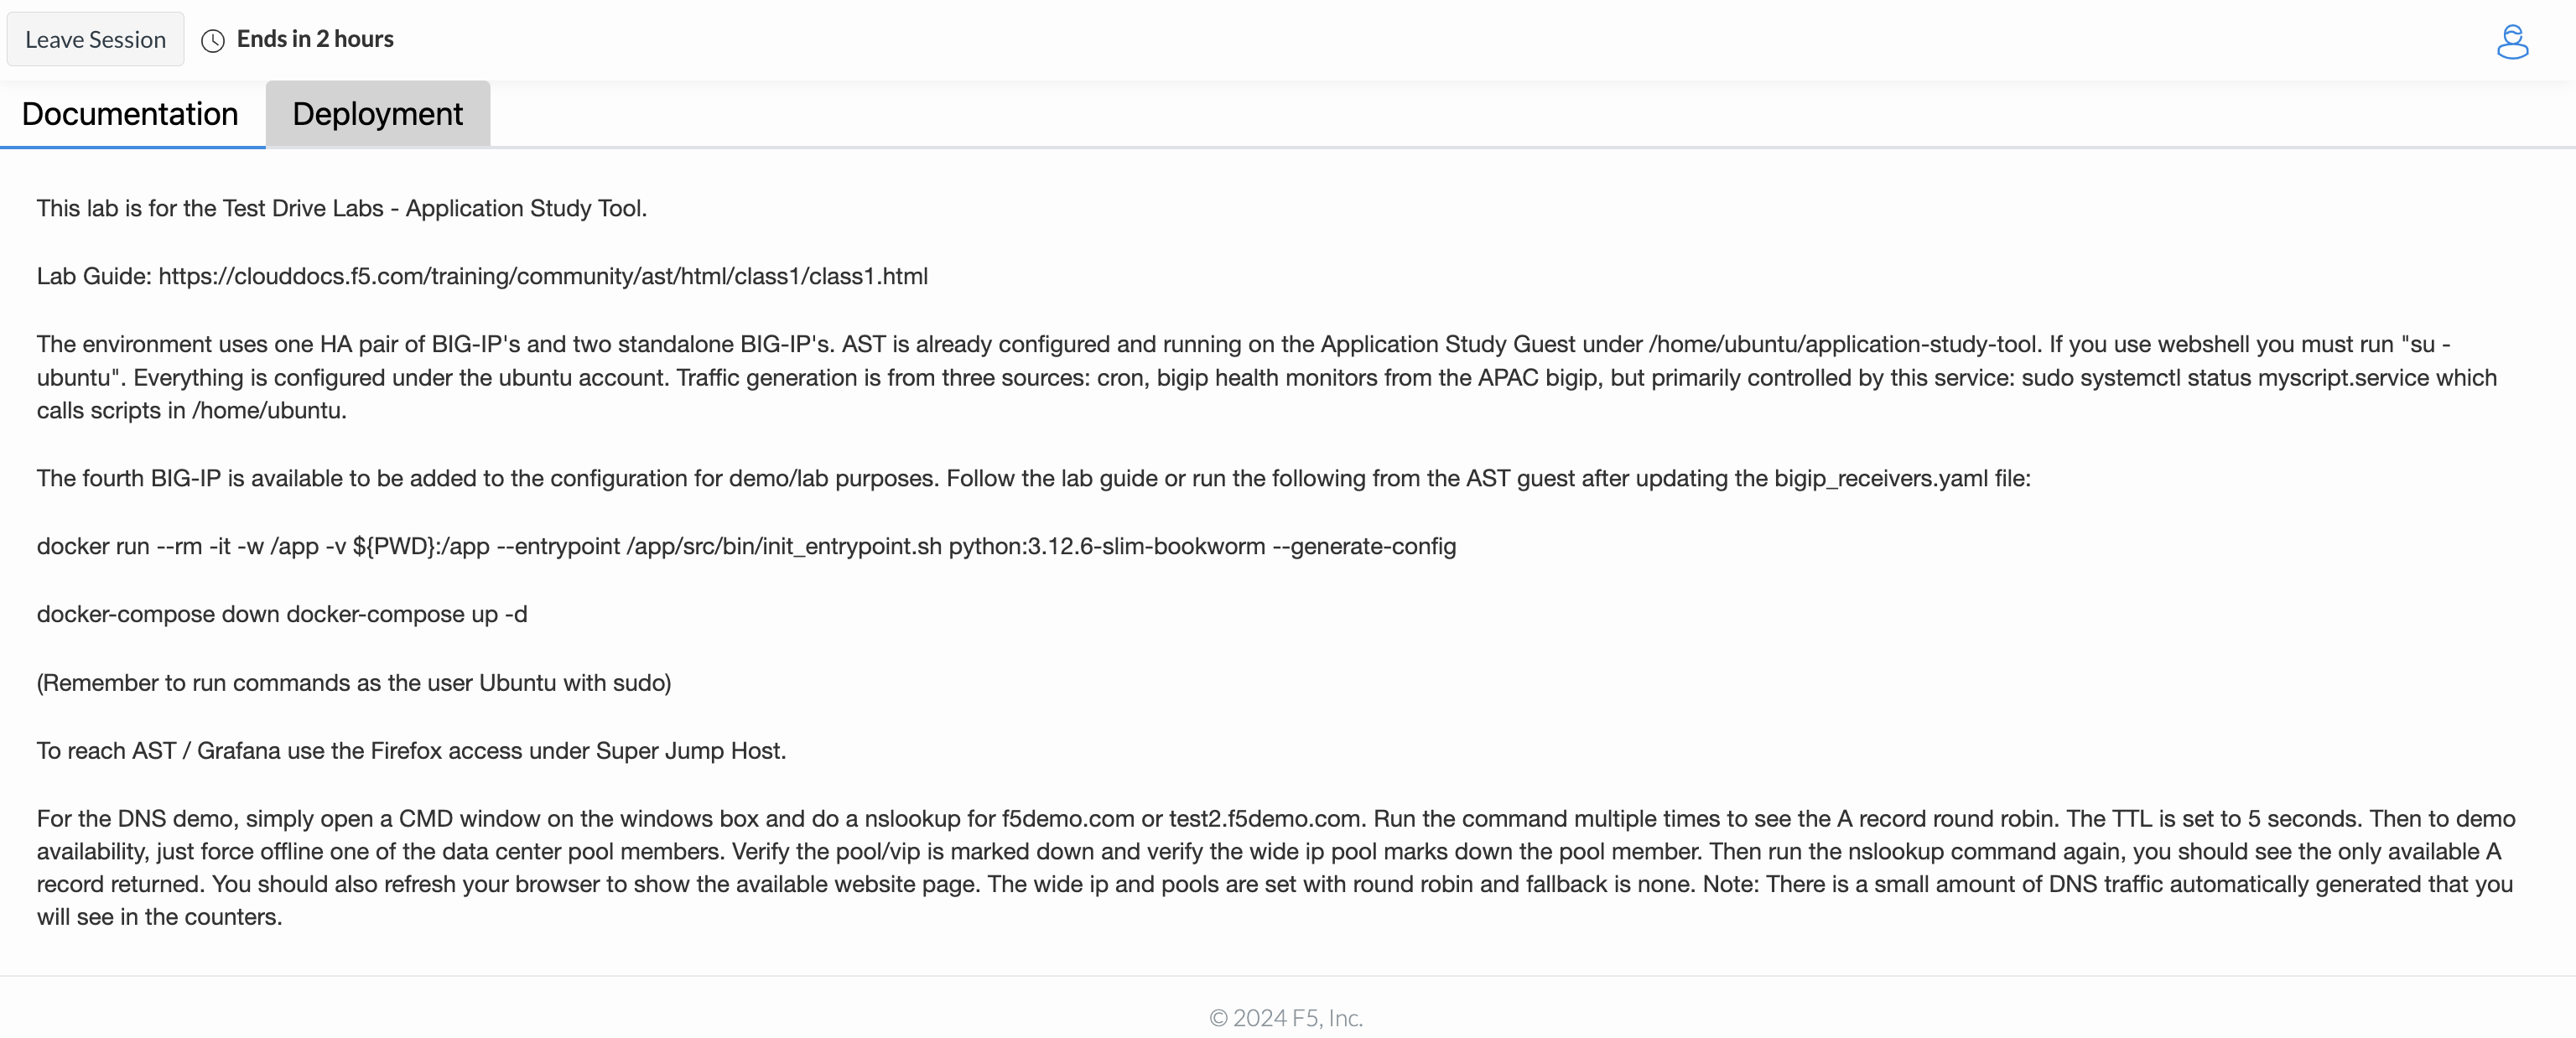 Leave Session
Ends in 2 hours
Documentation
Deployment
This lab is for the Test Drive Labs - Application Study Tool.
Lab Guide: https://clouddocs.f5.com/training/community/ast/html/class1/class1.html
The environment uses one HA pair of BIG-IP's and two standalone BIG-IP's. AST is already configured and running on the Application Study Guest under /home/ubuntu/application-study-tool. If you use webshell you must run "su -
ubuntu". Everything is configured under the ubuntu account. Traffic generation is from three sources: cron, bigip health monitors from the APAC bigip, but primarily controlled by this service: sudo systemctl status myscript.service which
calls scripts in /home/ubuntu.
The fourth BIG-IP is available to be added to the configuration for demo/lab purposes. Follow the lab guide or run the following from the AST guest after updating the bigip_receivers.yaml file:
docker run --rm -it -w /app -v ${PWD}:/app --entrypoint /app/src/bin/init_entrypoint.sh python:3.12.6-slim-bookworm --generate-config
docker-compose down docker-compose up -d
(Remember to run commands as the user Ubuntu with sudo)
To reach AST / Grafana use the Firefox access under Super Jump Host.
For the DNS demo, simply open a CMD window on the windows box and do a nslookup for f5demo.com or test2.f5demo.com. Run the command multiple times to see the A record round robin. The TTL is set to 5 seconds. Then to demo
availability, just force offline one of the data center pool members. Verify the pool/vip is marked down and verify the wide ip pool marks down the pool member. Then run the nslookup command again, you should see the only available A
record returned. You should also refresh your browser to show the available website page. The wide ip and pools are set with round robin and fallback is none. Note: There is a small amount of DNS traffic automatically generated that you
will see in the counters.
© 2024 F5, Inc.